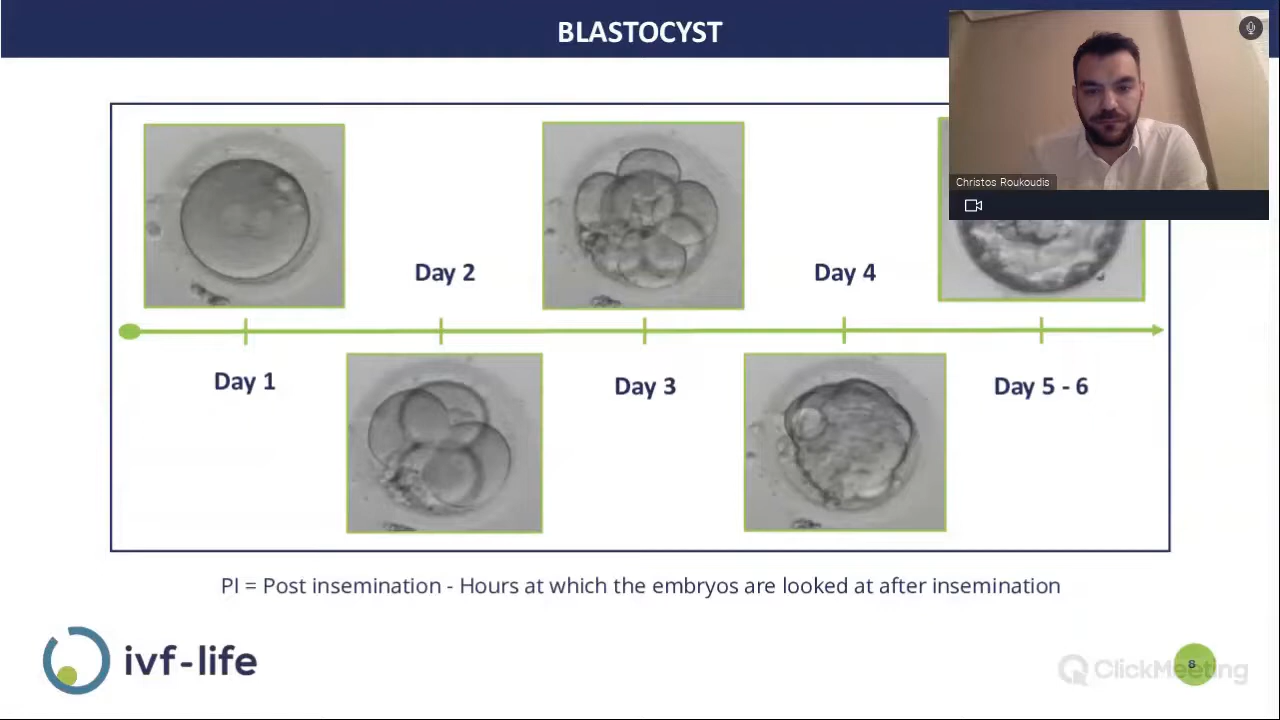 BLASTOCYST
Christos Roukoudis
Day 2
Day 4
Day 1
Day 3
Day 5 - 6
PI = Post insemination - Hours at which the embryos are looked at after insemination
ivf-life
ClickMeeting
8